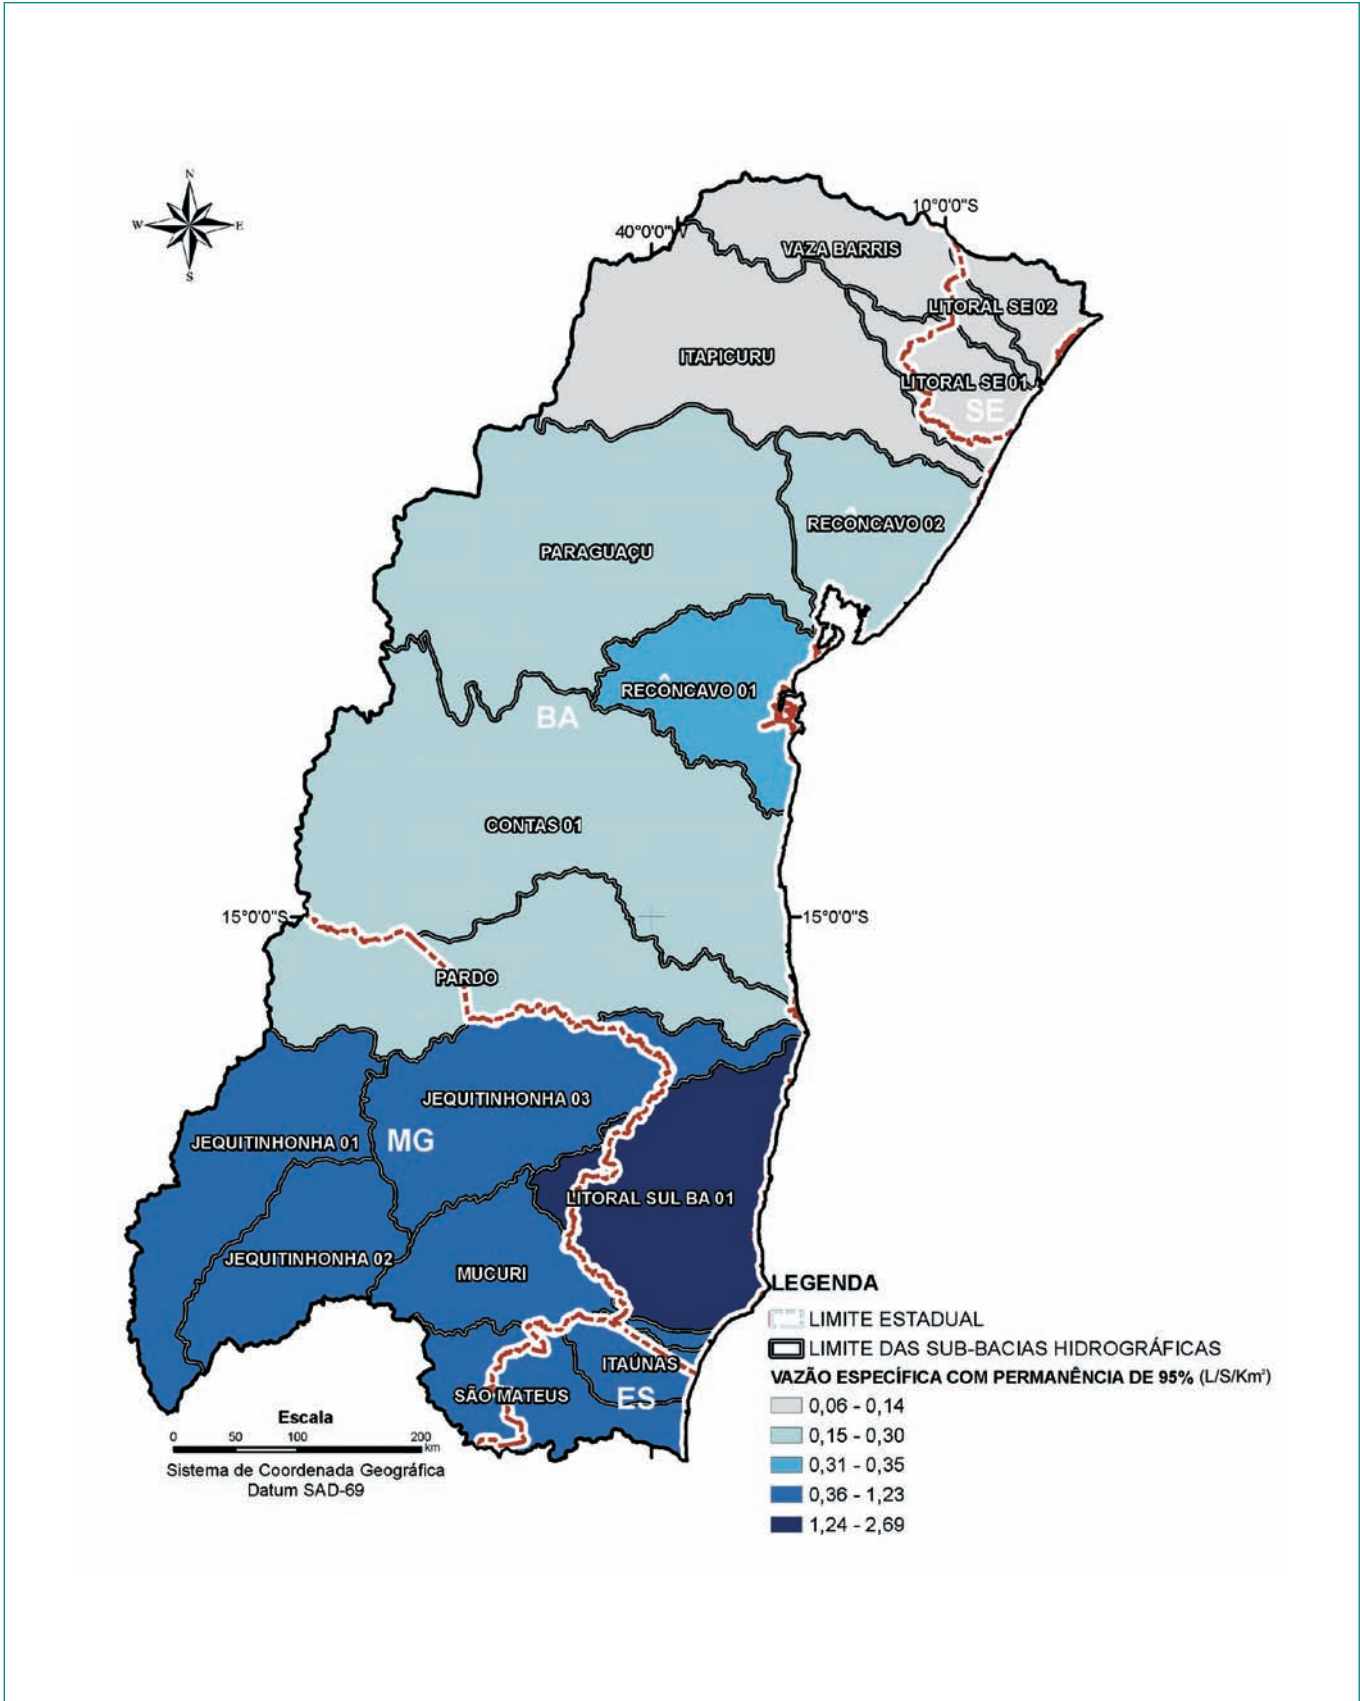 N
W
E
S
10°0'0"S
40°0'0"W
VAZA BARRIS
LITORAL SE 02
ITAPICURU
LITORAL SE 01
SE
RECÔNCAVO 02
PARAGUAÇU
RECÔNCAVO 01
BA
CONTAS 01
15°0'0"S
15°0'0"S
PARDO
JEQUITINHONHA 03
JEQUITINHONHA 01
MG
LITORAL SUL BA 01
JEQUITINHONHA 02
MUCURI
ITAÚNAS
SÃO MATEUS
ES
LEGENDA
LIMITE ESTADUAL
LIMITE DAS SUB-BACIAS HIDROGRÁFICAS
VAZÃO ESPECÍFICA COM PERMANÊNCIA DE 95% (L/S/Km²)
0,06 - 0,14
0,15 - 0,30
0,31 - 0,35
0,36 - 1,23
1,24 - 2,69
Escala
0 50 100 200
km
Sistema de Coordenada Geográfica
Datum SAD-69